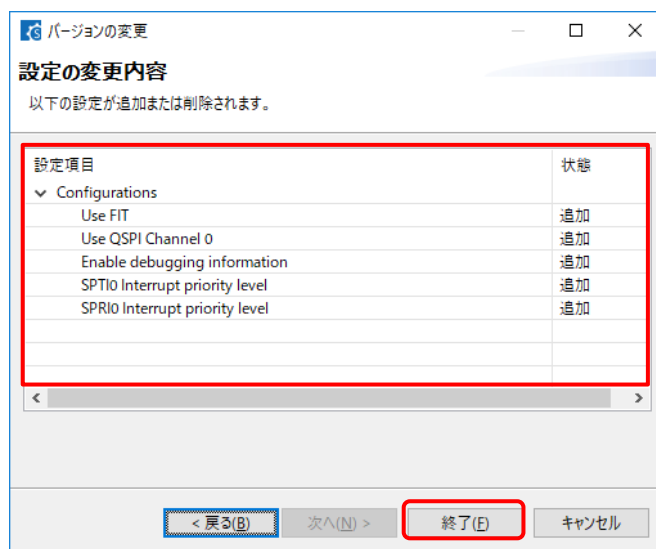 バージョンの変更
設定の変更内容
以下の設定が追加または削除されます。
設定項目 状態
Configurations
Use FIT 追加
Use QSPI Channel 0 追加
Enable debugging information 追加
SPTI0 Interrupt priority level 追加
SPRI0 Interrupt priority level 追加
< 戻る(B) 次へ(N) > 終了(F) キャンセル